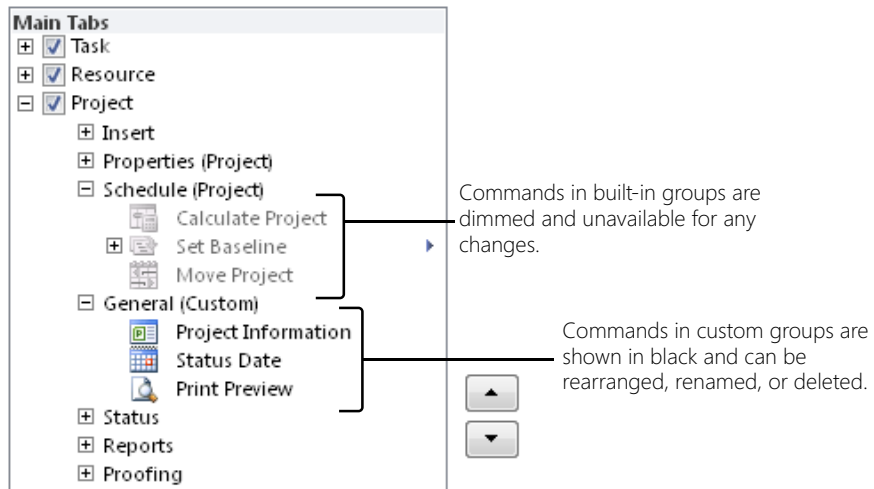 Main Tabs
Task
Resource
Project
Insert
Properties (Project)
Schedule (Project)
Calculate Project
Set Baseline
Move Project
General (Custom)
Project Information
Status Date
Print Preview
Status
Reports
Proofing
Commands in built-in groups are
dimmed and unavailable for any
changes.
Commands in custom groups are
shown in black and can be
rearranged, renamed, or deleted.